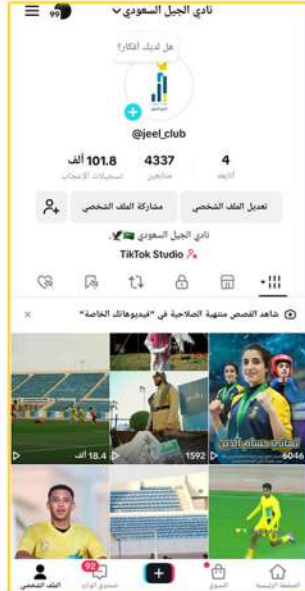 نادي الجيل السعودي
99
هل لديك أفكار؟
@jeel_club
4 4337 101.8 ألف
أتابعه متابعين تسجيلات الإعجاب
تعديل الملف الشخصي مشاركة الملف الشخصي
نادي الجيل السعودي 🇸🇦🦅.
TikTok Studio
شاهد القصص منتهية الصلاحية في "فيديوهاتك الخاصة"
6046
1592
18.4 ألف
الصفحة الرئيسية
التسوق
92
صندوق الوارد
الملف الشخصي